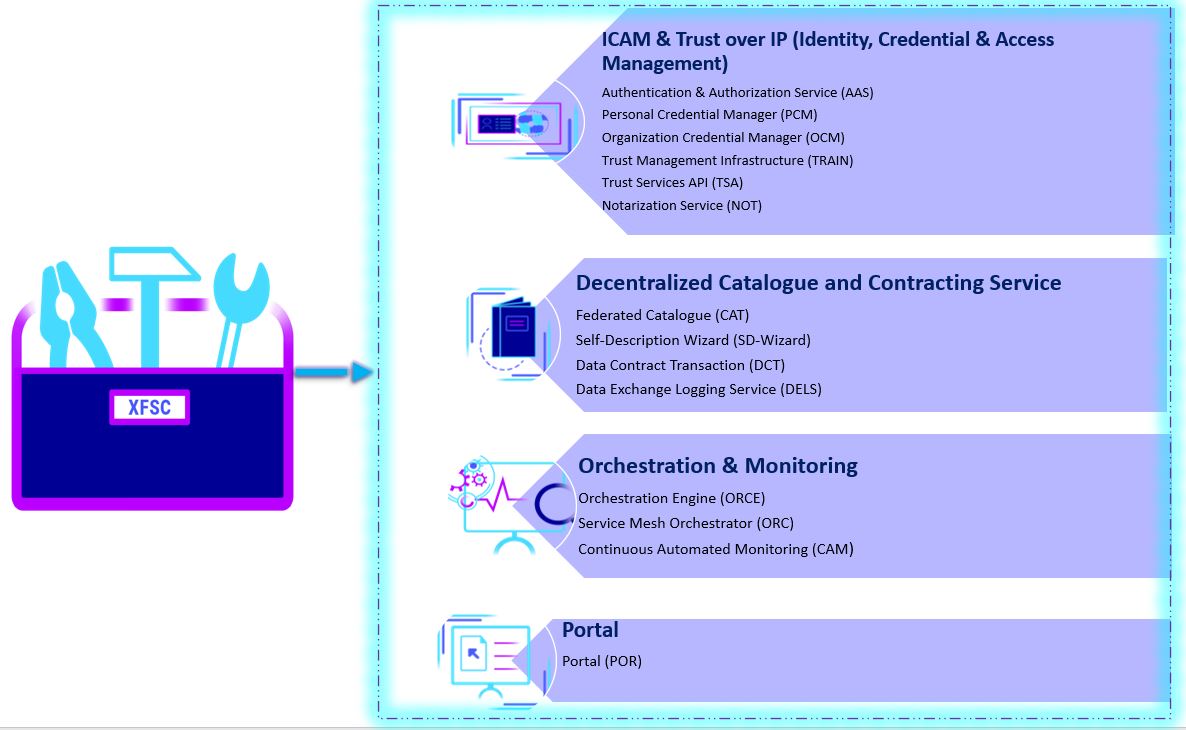 XFSC
ICAM & Trust over IP (Identity, Credential & Access
Management)
Authentication & Authorization Service (AAS)
Personal Credential Manager (PCM)
Organization Credential Manager (OCM)
Trust Management Infrastructure (TRAIN)
Trust Services API (TSA)
Notarization Service (NOT)
Decentralized Catalogue and Contracting Service
Federated Catalogue (CAT)
Self-Description Wizard (SD-Wizard)
Data Contract Transaction (DCT)
Data Exchange Logging Service (DELS)
Orchestration & Monitoring
Orchestration Engine (ORCE)
Service Mesh Orchestrator (ORC)
Continuous Automated Monitoring (CAM)
Portal
Portal (POR)